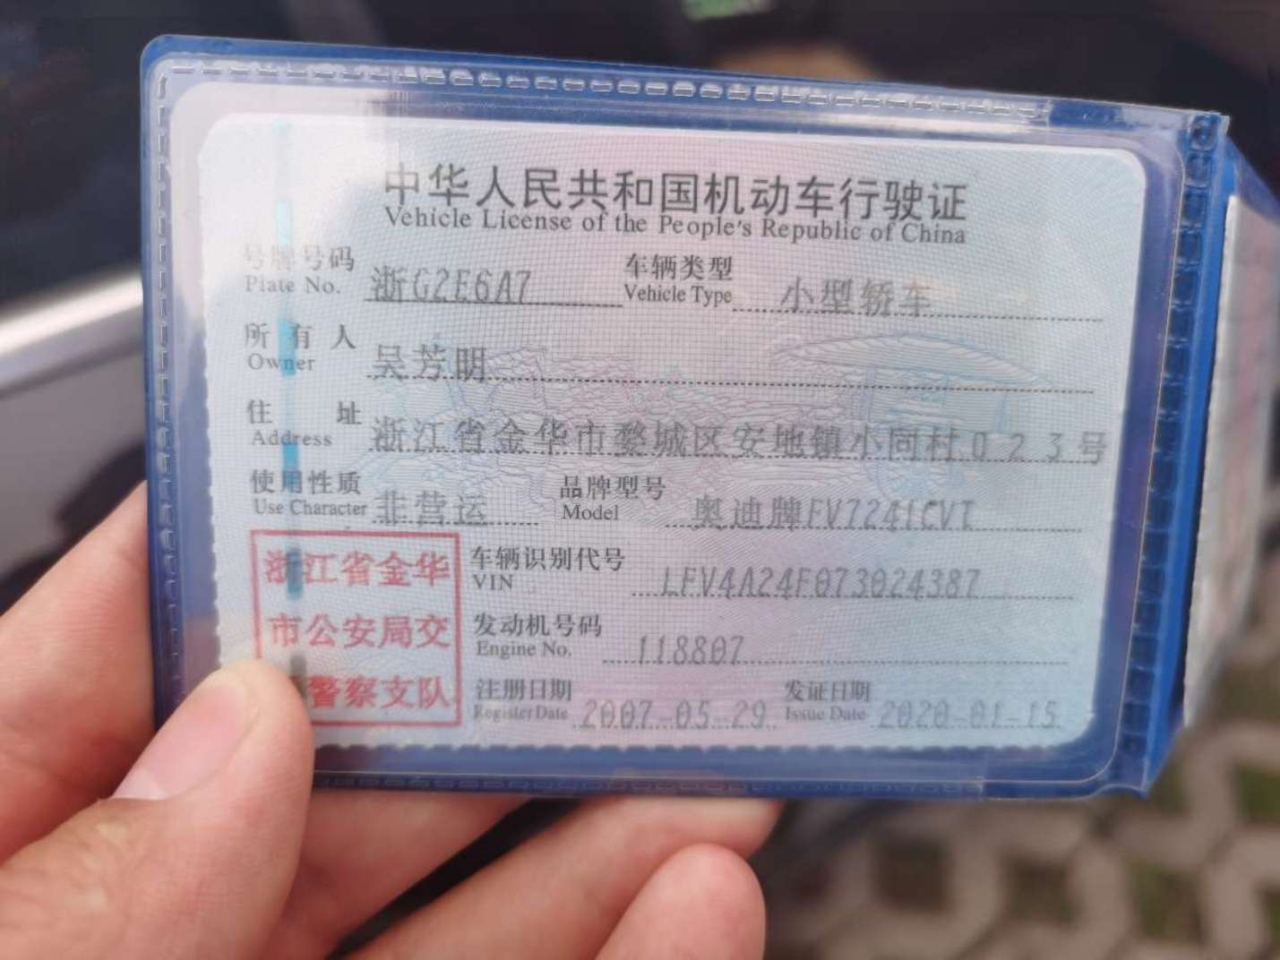 中华人民共和国机动车行驶证
Vehicle License of the People's Republic of China
号牌号码 浙G2E6A7 车辆类型 小型轿车
Plate No. Vehicle Type
所有人 吴芳明
Owner
住址 浙江省金华市婺城区安地镇小同村023号
Address
使用性质 非营运 品牌型号 奥迪牌FV7241CVT
Use Character Model
浙江省金华
市公安局交
警察支队
车辆识别代号 LFV4A24F073024387
VIN
发动机号码 118807
Engine No.
注册日期 2007-05-29 发证日期 2020-01-15
Register Date Issue Date